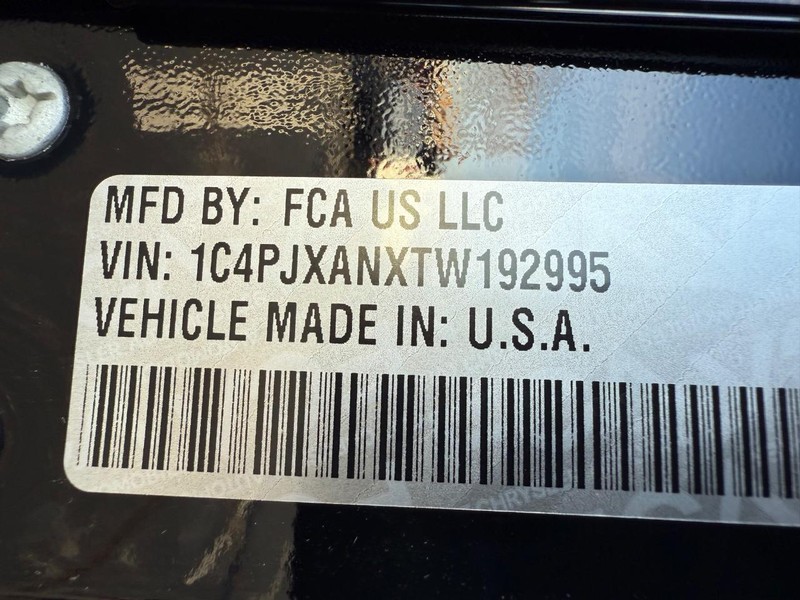 MFD BY: FCA US LLC
VIN: 1C4PJXANXTW192995
VEHICLE MADE IN: U.S.A.